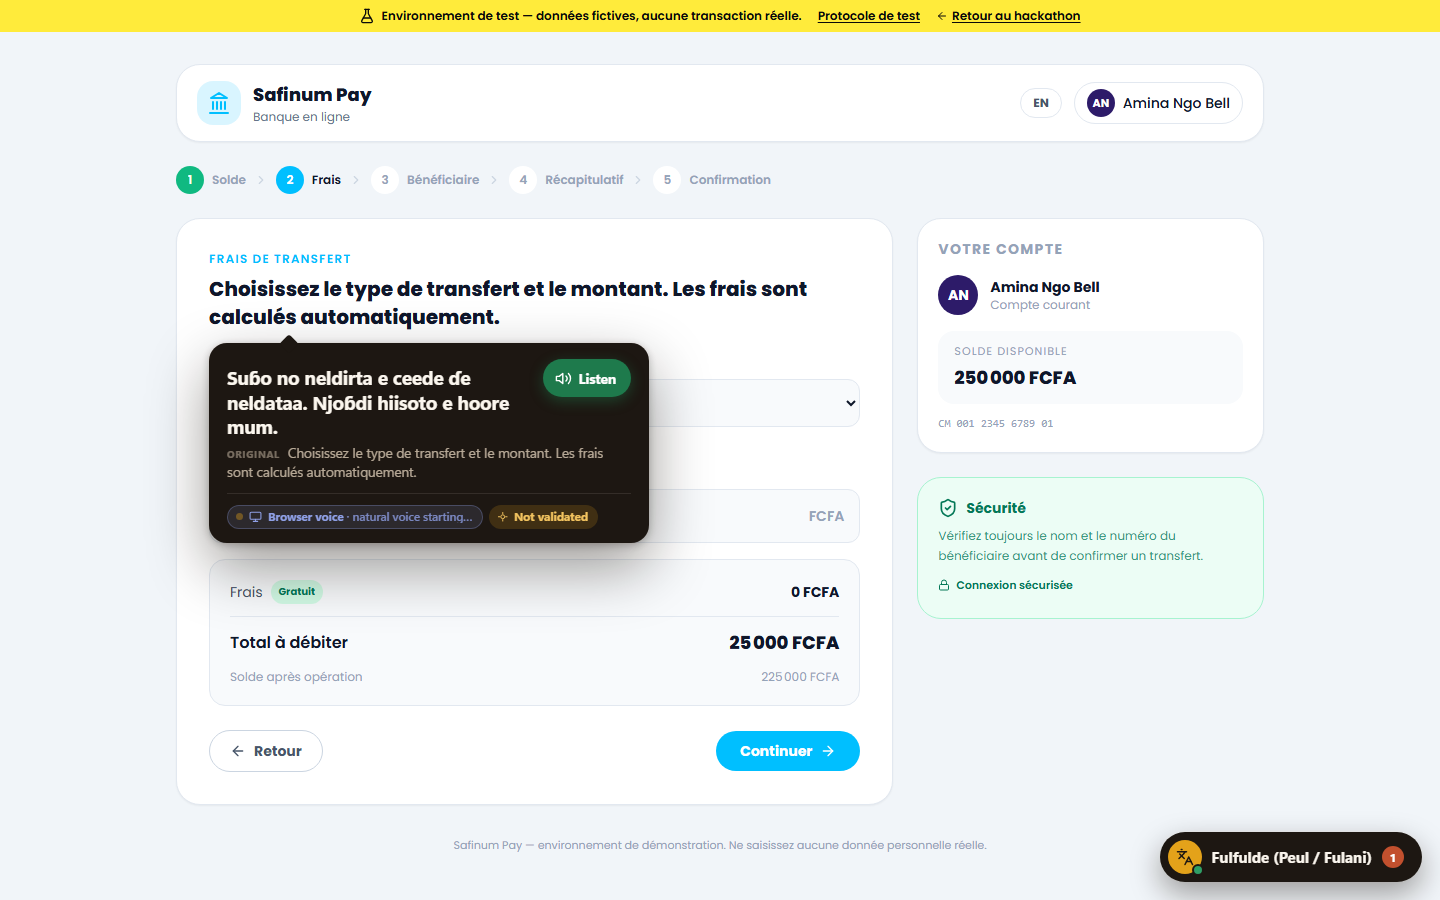 Environnement de test — données fictives, aucune transaction réelle. Protocole de test ← Retour au hackathon
Safinum Pay
Banque en ligne
EN
AN Amina Ngo Bell
1 Solde
2 Frais
3 Bénéficiaire
4 Récapitulatif
5 Confirmation
FRAIS DE TRANSFERT
Choisissez le type de transfert et le montant. Les frais sont
calculés automatiquement.
Suɓo no neldirta e ceede ɗe
neldataa. Njoɓdi hiisoto e hoore
mum.
Listen
ORIGINAL Choisissez le type de transfert et le montant. Les frais
sont calculés automatiquement.
Browser voice · natural voice starting...
Not validated
FCFA
Frais Gratuit 0 FCFA
Total à débiter 25 000 FCFA
Solde après opération 225 000 FCFA
← Retour
Continuer →
VOTRE COMPTE
AN
Amina Ngo Bell
Compte courant
SOLDE DISPONIBLE
250 000 FCFA
CM 001 2345 6789 01
Sécurité
Vérifiez toujours le nom et le numéro du
bénéficiaire avant de confirmer un transfert.
Connexion sécurisée
Safinum Pay — environnement de démonstration. Ne saisissez aucune donnée personnelle réelle.
Fulfulde (Peul / Fulani) 1